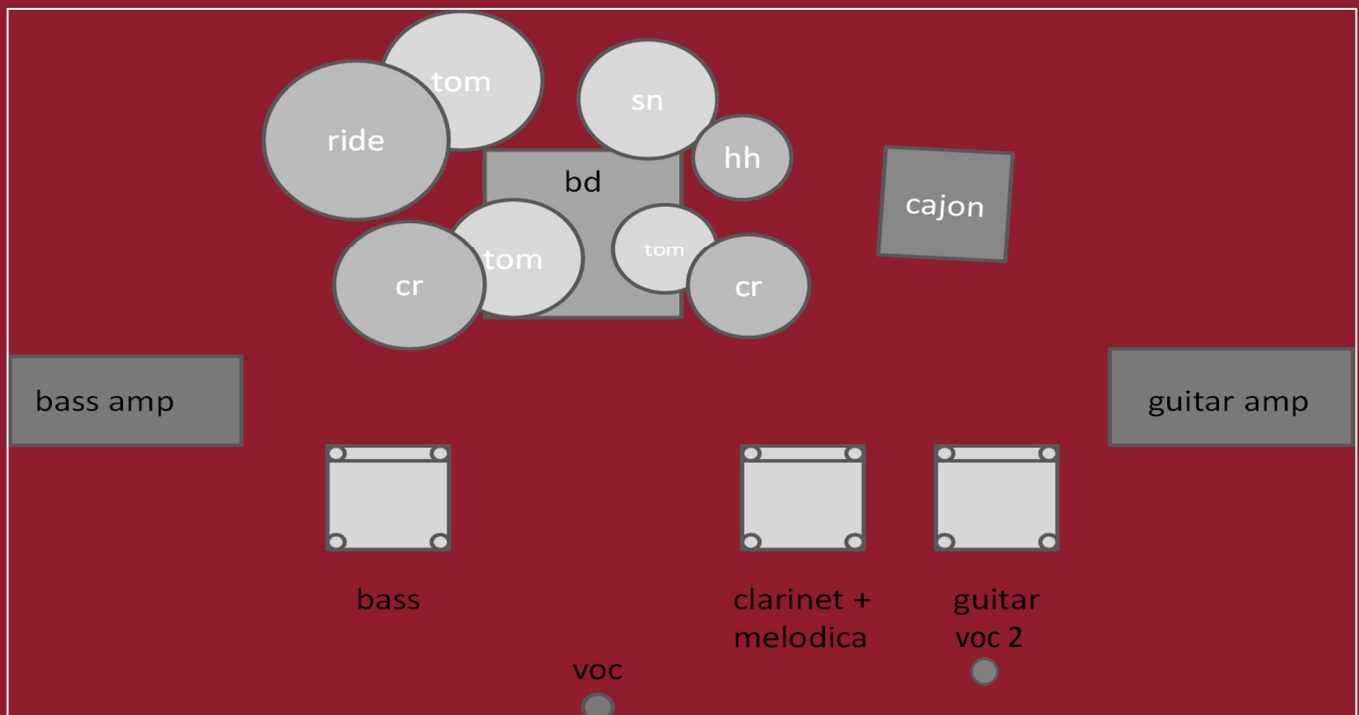 tom
sn
ride
hh
bd
cajon
tom
tom
cr
cr
bass amp
guitar amp
bass
clarinet +
melodica
guitar
voc 2
voc